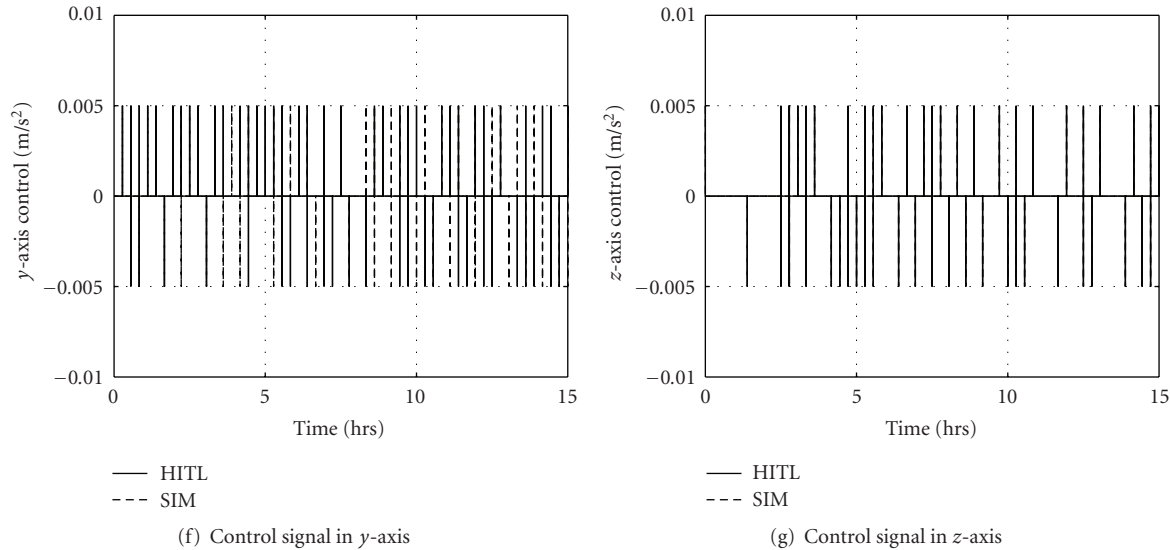 0.01
0.005
0
−0.005
−0.01
y-axis control (m/s²)
0 5 10 15
Time (hrs)
HITL
SIM
(f) Control signal in y-axis
0.01
0.005
0
−0.005
−0.01
z-axis control (m/s²)
0 5 10 15
Time (hrs)
HITL
SIM
(g) Control signal in z-axis